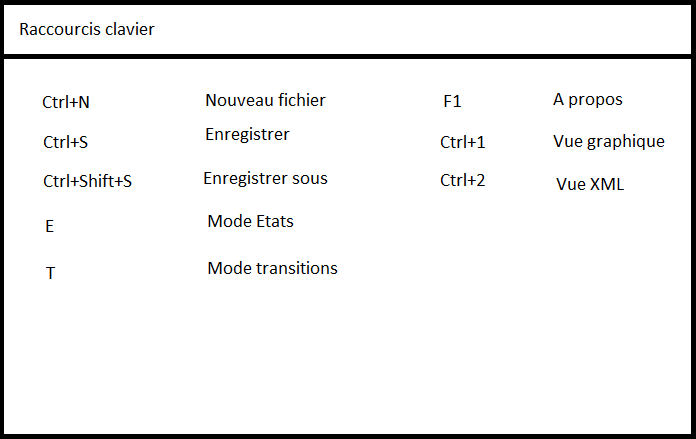 Raccourcis clavier
Ctrl+N Nouveau fichier F1 A propos
Ctrl+S Enregistrer Ctrl+1 Vue graphique
Ctrl+Shift+S Enregistrer sous Ctrl+2 Vue XML
E Mode Etats
T Mode transitions